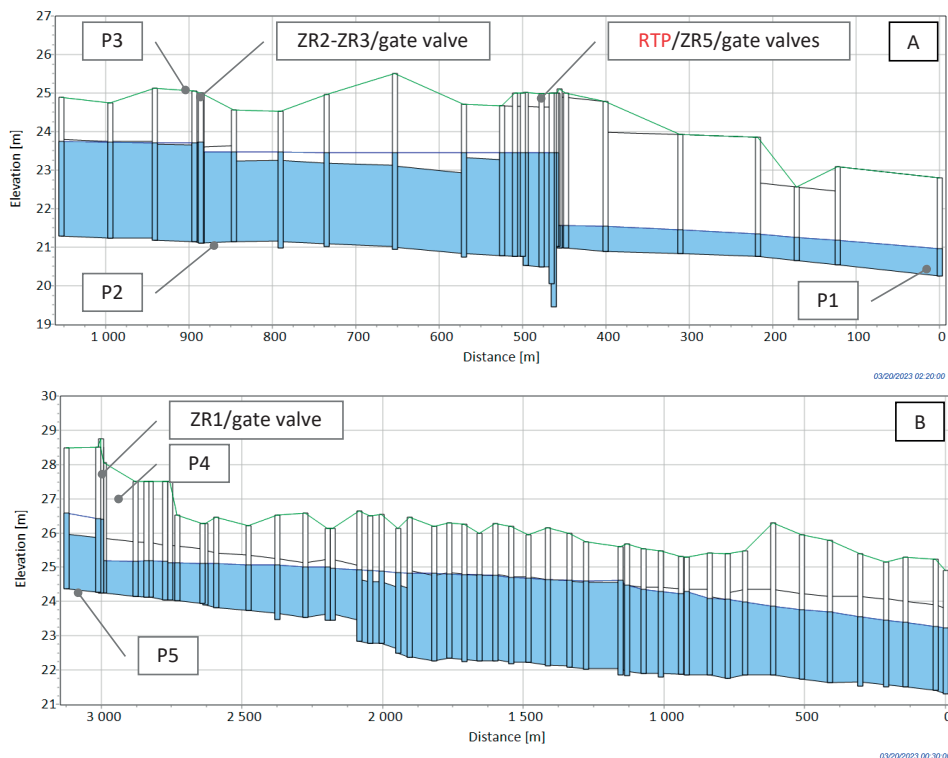 27
P3
ZR2-ZR3/gate valve
RTP/ZR5/gate valves
A
26
25
24
23
22
21
20
19
Elevation [m]
P2
P1
1 000
900
800
700
600
500
400
300
200
100
0
Distance [m]
03/20/2023 02:20:00
30
ZR1/gate valve
B
29
28
P4
27
26
25
24
23
22
21
Elevation [m]
P5
3 000
2 500
2 000
1 500
1 000
500
0
Distance [m]
03/20/2023 00:30:00